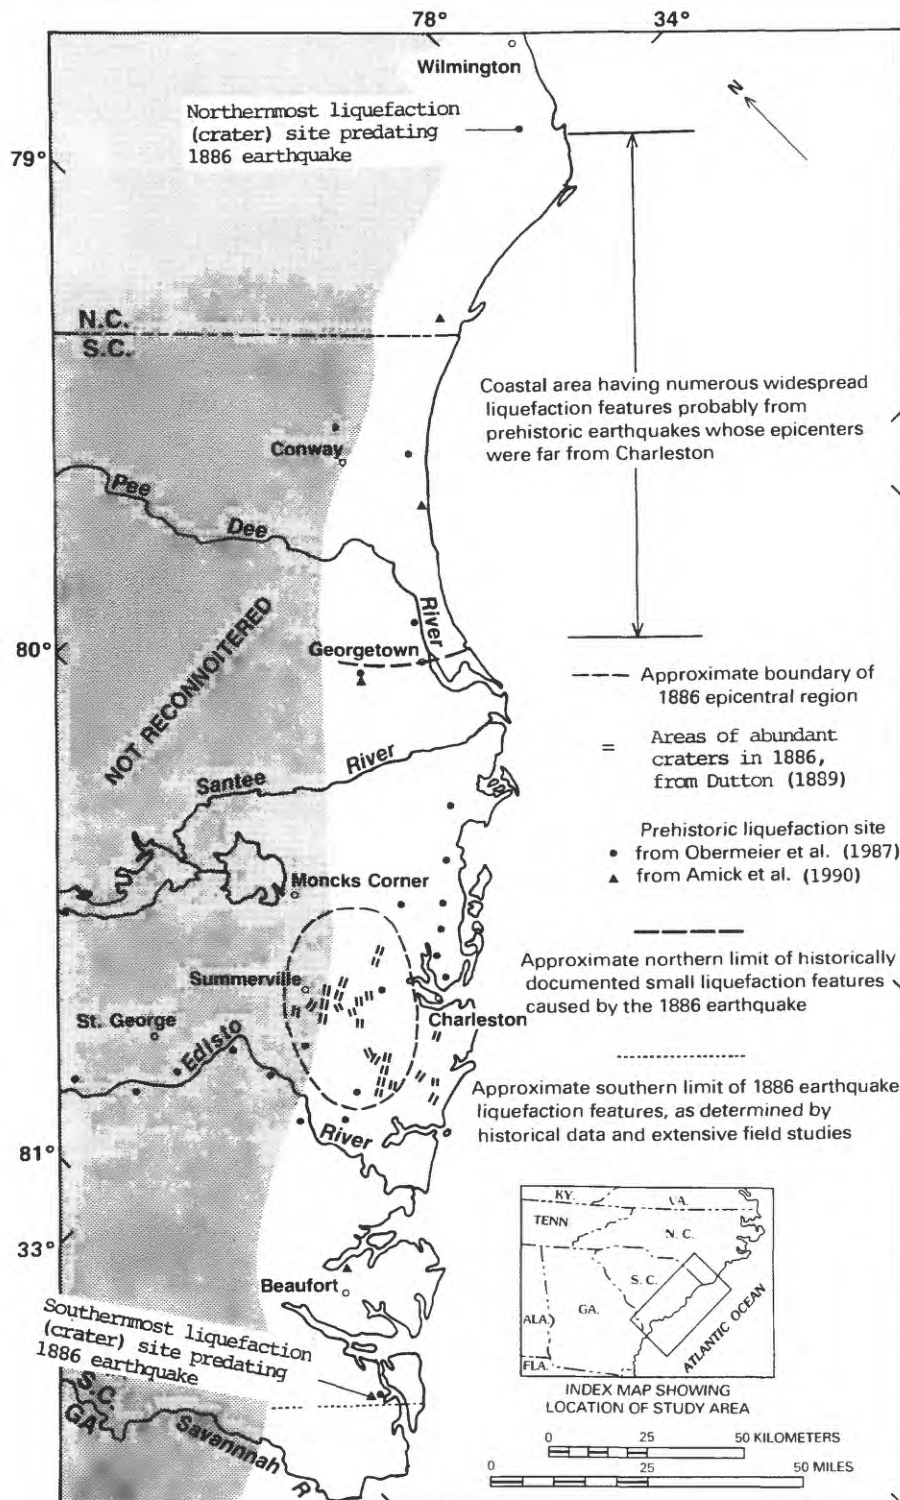 78°
34°
Wilmington
N
Northernmost liquefaction
(crater) site predating
1886 earthquake
79°
N.C.
S.C.
Coastal area having numerous widespread
liquefaction features probably from
prehistoric earthquakes whose epicenters
were far from Charleston
Conway
Pee
Dee
River
NOT RECONNOITERED
80°
Georgetown
Approximate boundary of
1886 epicentral region
Santee
River
= Areas of abundant
craters in 1886,
from Dutton (1889)
Prehistoric liquefaction site
● from Obermeier et al. (1987)
▲ from Amick et al. (1990)
Moncks Corner
Approximate northern limit of historically
documented small liquefaction features
caused by the 1886 earthquake
Summerville
St. George
Charleston
Edisto
River
Approximate southern limit of 1886 earthquake
liquefaction features, as determined by
historical data and extensive field studies
81°
33°
Beaufort
Southernmost liquefaction
(crater) site predating
1886 earthquake
S.C.
GA.
Savannnah
R
KY.
VA.
TENN.
N.C.
S.C.
GA.
ALA.
FLA.
ATLANTIC OCEAN
INDEX MAP SHOWING
LOCATION OF STUDY AREA
0 25 50 KILOMETERS
0 25 50 MILES